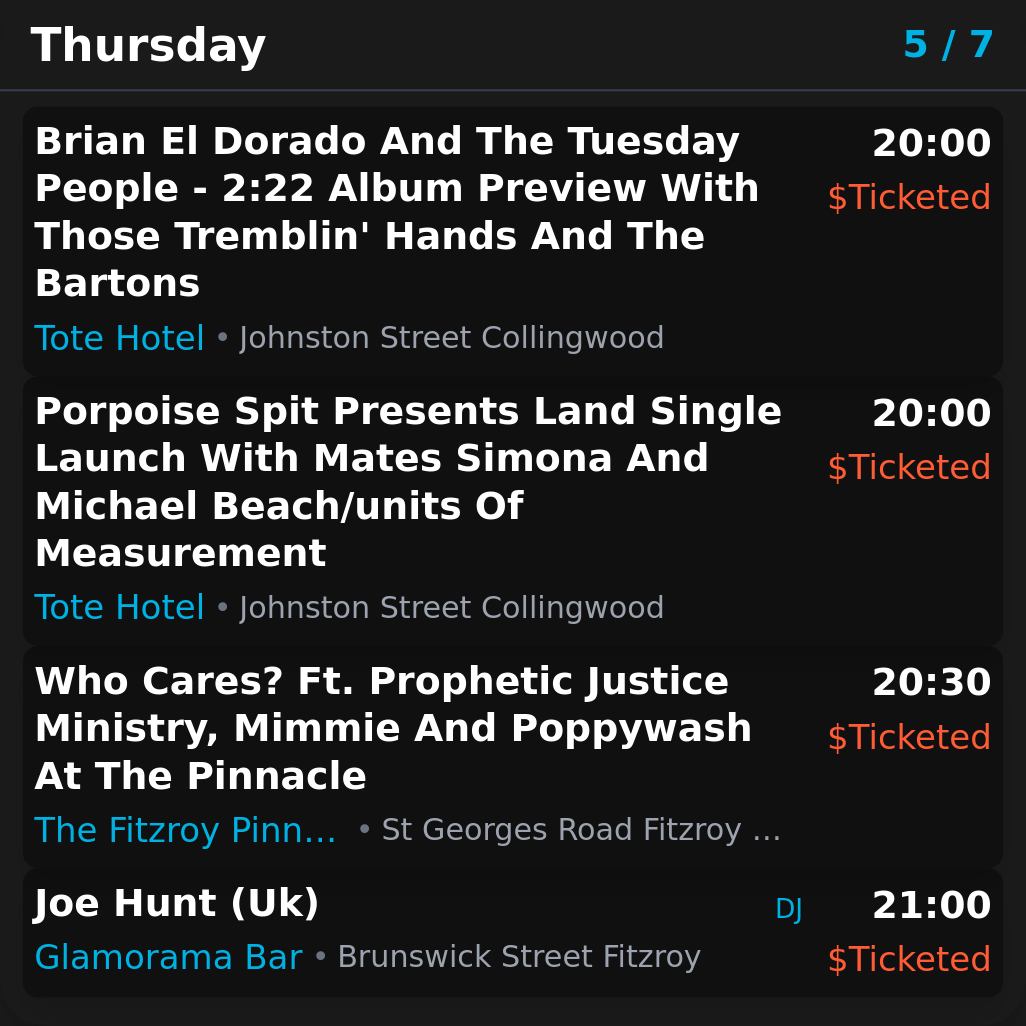 Thursday 5 / 7
Brian El Dorado And The Tuesday 20:00
People - 2:22 Album Preview With $Ticketed
Those Tremblin' Hands And The
Bartons
Tote Hotel • Johnston Street Collingwood
Porpoise Spit Presents Land Single 20:00
Launch With Mates Simona And $Ticketed
Michael Beach/units Of
Measurement
Tote Hotel • Johnston Street Collingwood
Who Cares? Ft. Prophetic Justice 20:30
Ministry, Mimmie And Poppywash $Ticketed
At The Pinnacle
The Fitzroy Pinn… • St Georges Road Fitzroy …
Joe Hunt (Uk) DJ 21:00
Glamorama Bar • Brunswick Street Fitzroy $Ticketed